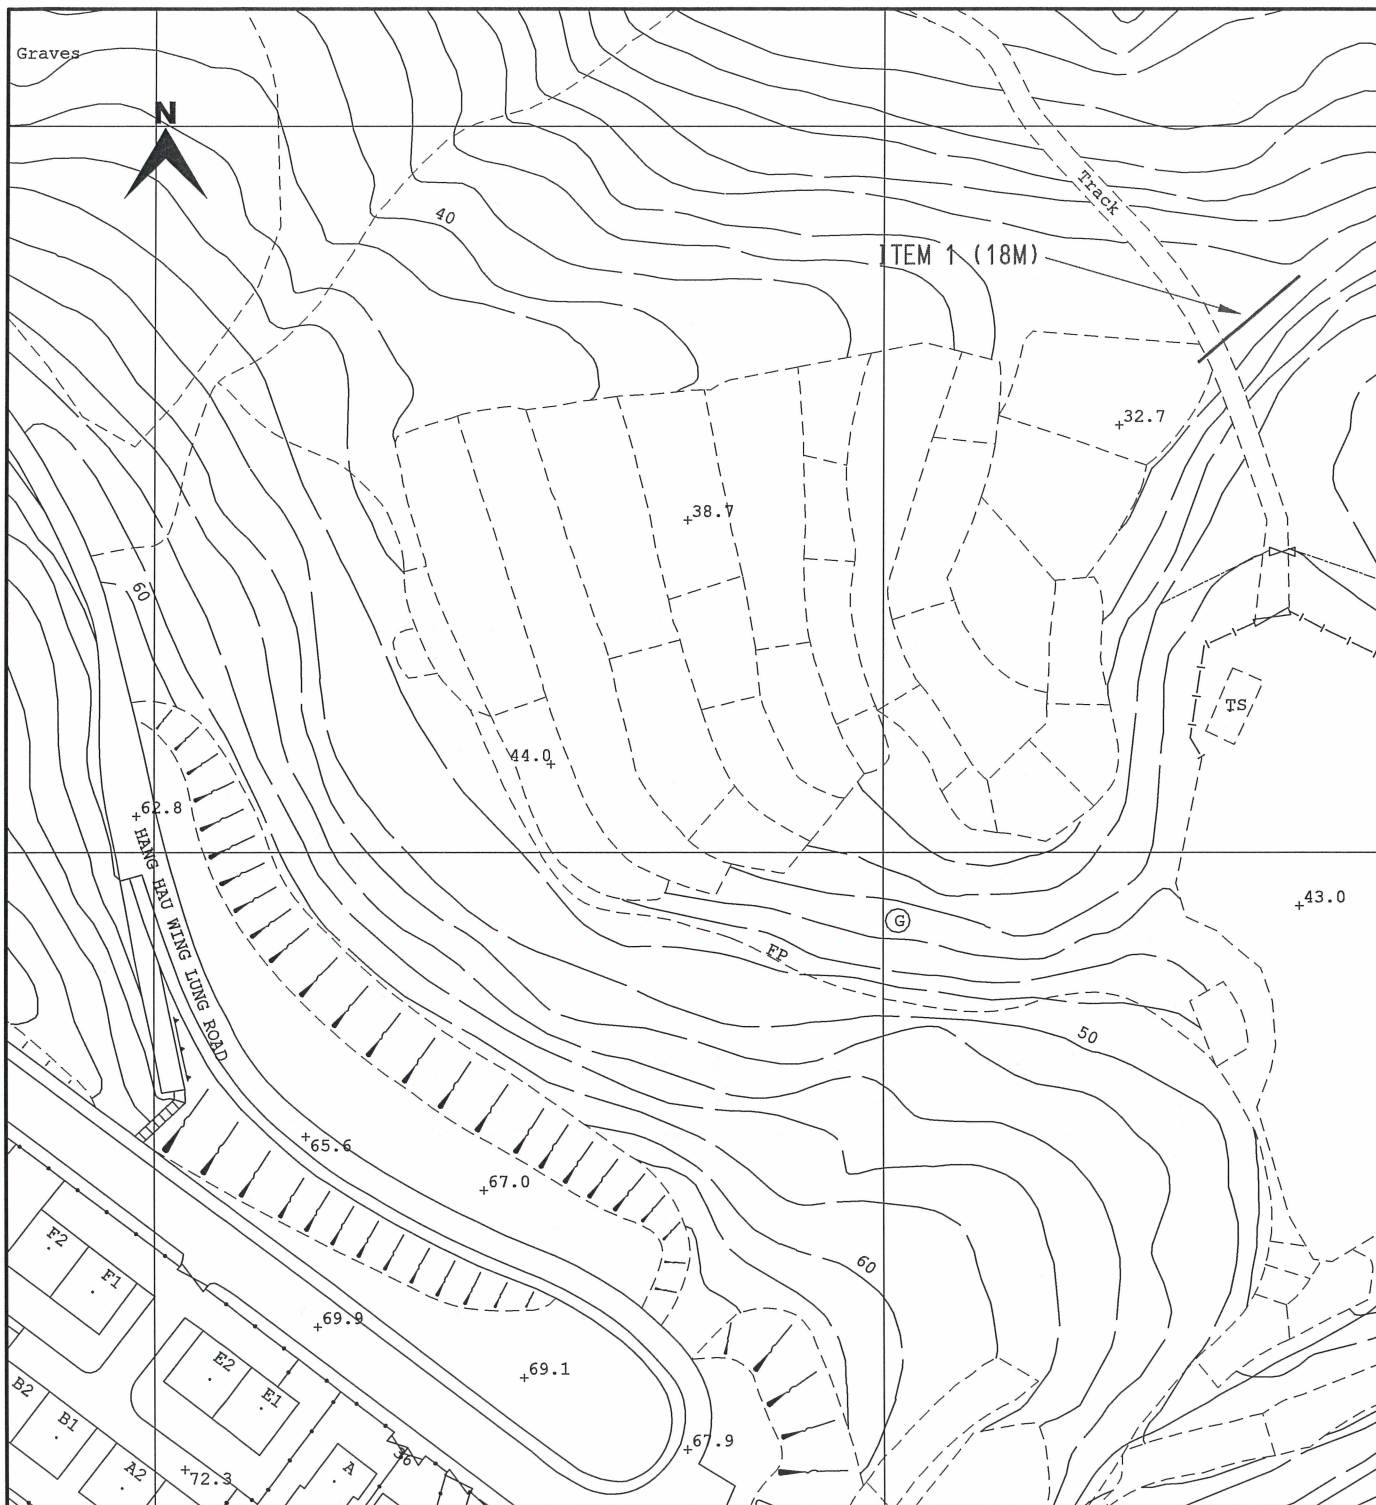 Graves
N
Track
40
ITEM 1 (18M)
+32.7
+38.7
60
TS
44.0+
+62.8
HANG HAU WING LUNG ROAD
+43.0
G
FP
50
+65.6
+67.0
F2
F1
60
+69.9
E2
E1
+69.1
B2
B1
A2
+72.3
A
36
+67.9